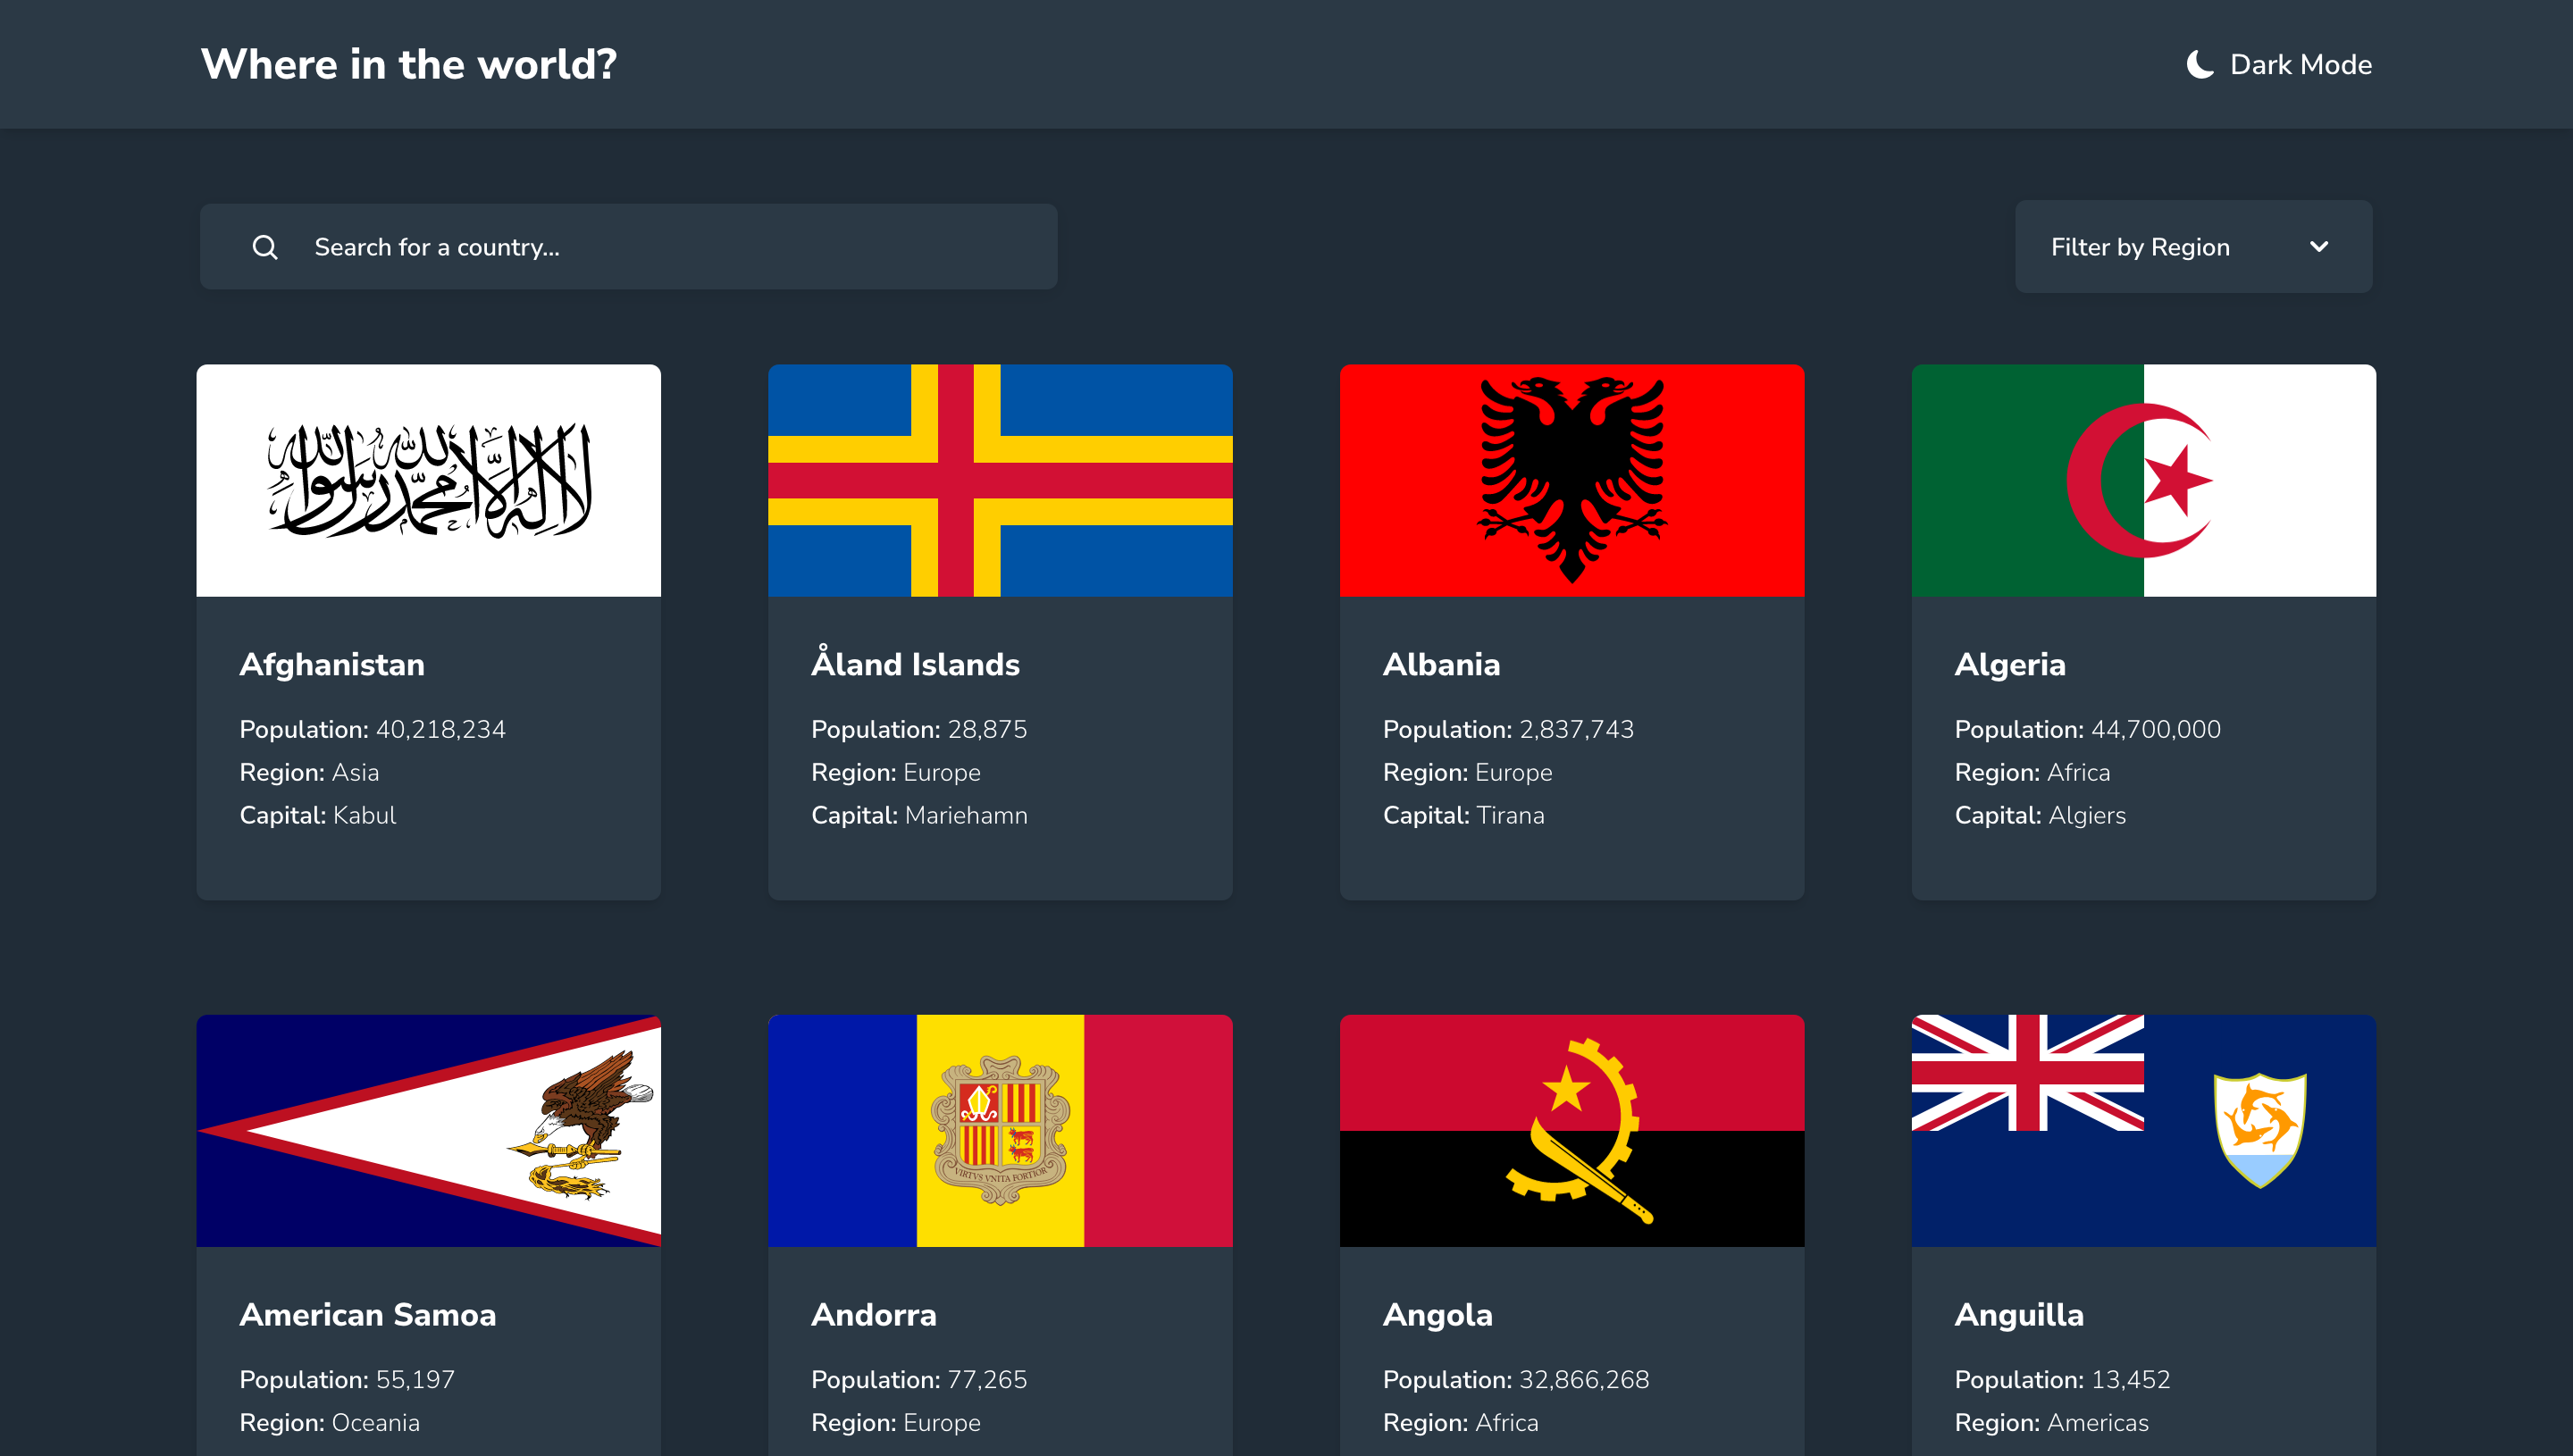 Where in the world?
Dark Mode
Search for a country...
Filter by Region
لا إله إلا الله محمد رسول الله
Afghanistan
Population: 40,218,234
Region: Asia
Capital: Kabul
Åland Islands
Population: 28,875
Region: Europe
Capital: Mariehamn
Albania
Population: 2,837,743
Region: Europe
Capital: Tirana
Algeria
Population: 44,700,000
Region: Africa
Capital: Algiers
VIRTVS VNITA FORTIOR
American Samoa
Population: 55,197
Region: Oceania
Andorra
Population: 77,265
Region: Europe
Angola
Population: 32,866,268
Region: Africa
Anguilla
Population: 13,452
Region: Americas